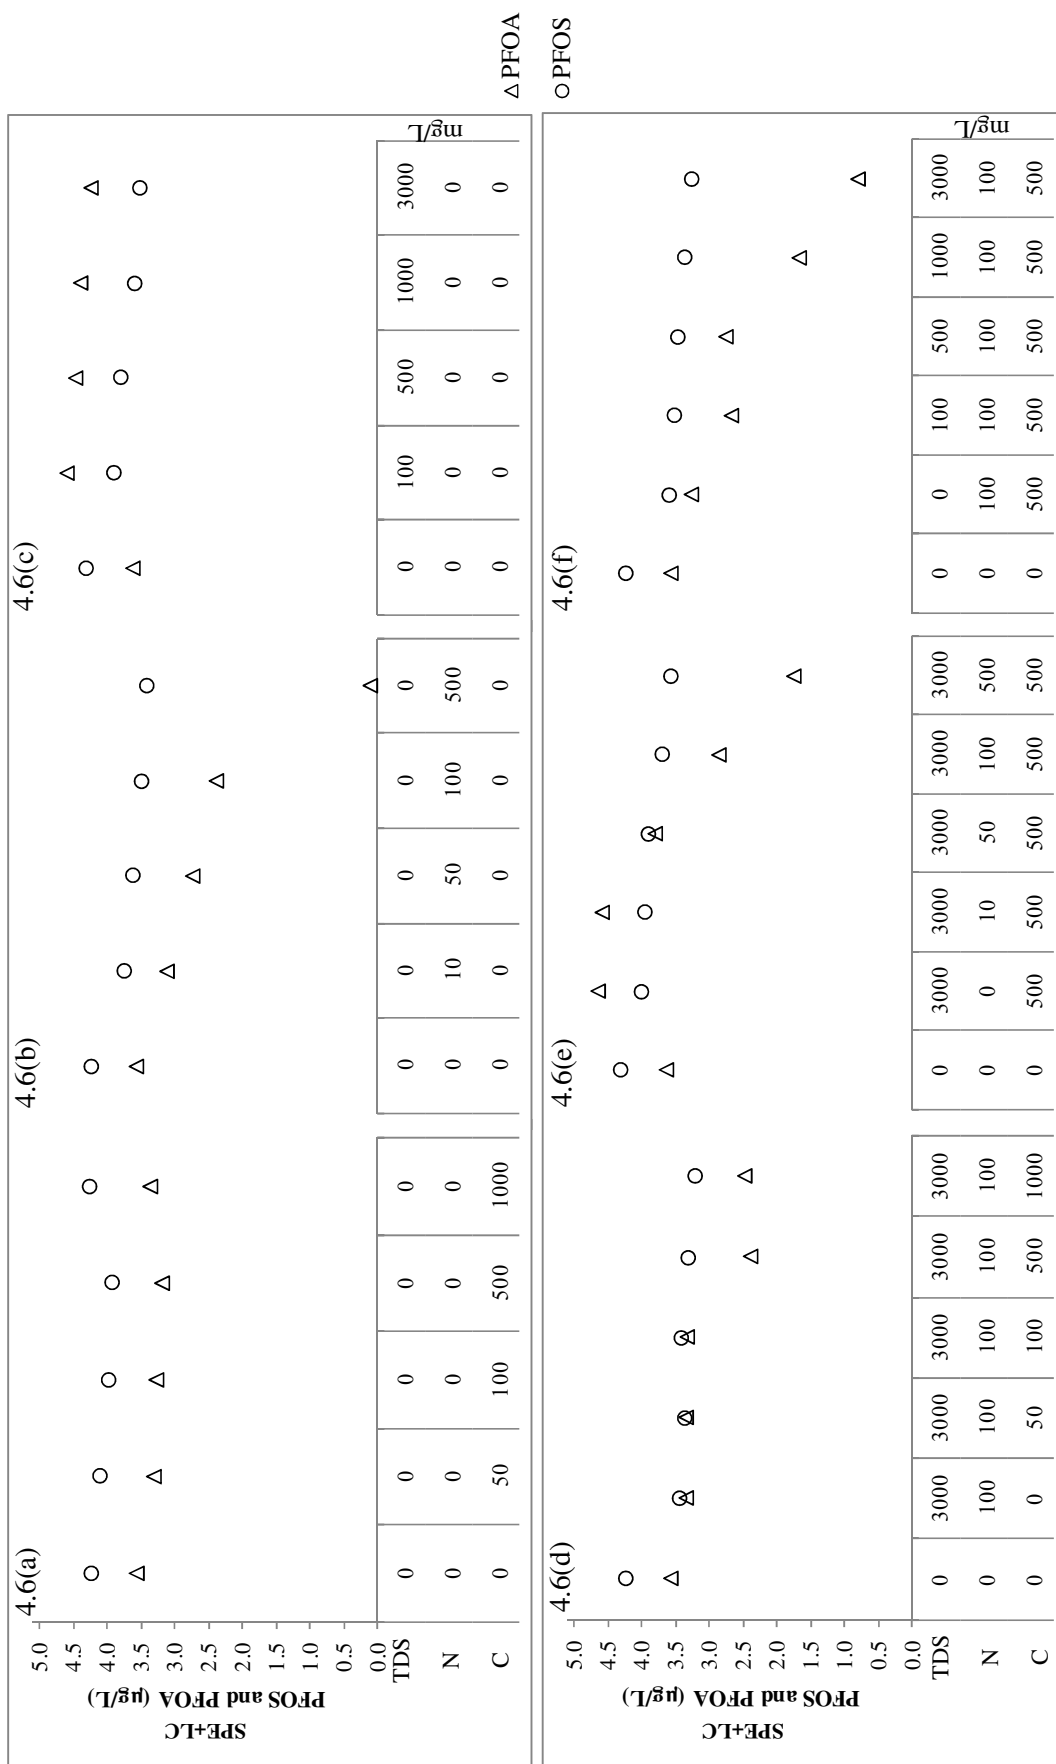 4.6(a) 4.6(b) 4.6(c)
SPE+LC
PFOS and PFOA (µg/L)
5.0
4.5
4.0
3.5
3.0
2.5
2.0
1.5
1.0
0.5
0.0
TDS 0 0 0 0 0 0 0 0 0 0 0 100 500 1000 3000
N 0 0 0 0 0 0 10 50 100 500 0 0 0 0 0
C 0 50 100 500 1000 0 0 0 0 0 0 0 0 0 0
mg/L
PFOA
PFOS
4.6(d) 4.6(e) 4.6(f)
SPE+LC
PFOS and PFOA (µg/L)
5.0
4.5
4.0
3.5
3.0
2.5
2.0
1.5
1.0
0.5
0.0
TDS 0 3000 3000 3000 3000 3000 0 3000 3000 3000 3000 3000 0 0 100 500 1000 3000
N 0 100 100 100 100 100 0 0 10 50 100 500 0 100 100 100 100 100
C 0 0 50 100 500 1000 0 500 500 500 500 500 0 500 500 500 500 500
mg/L